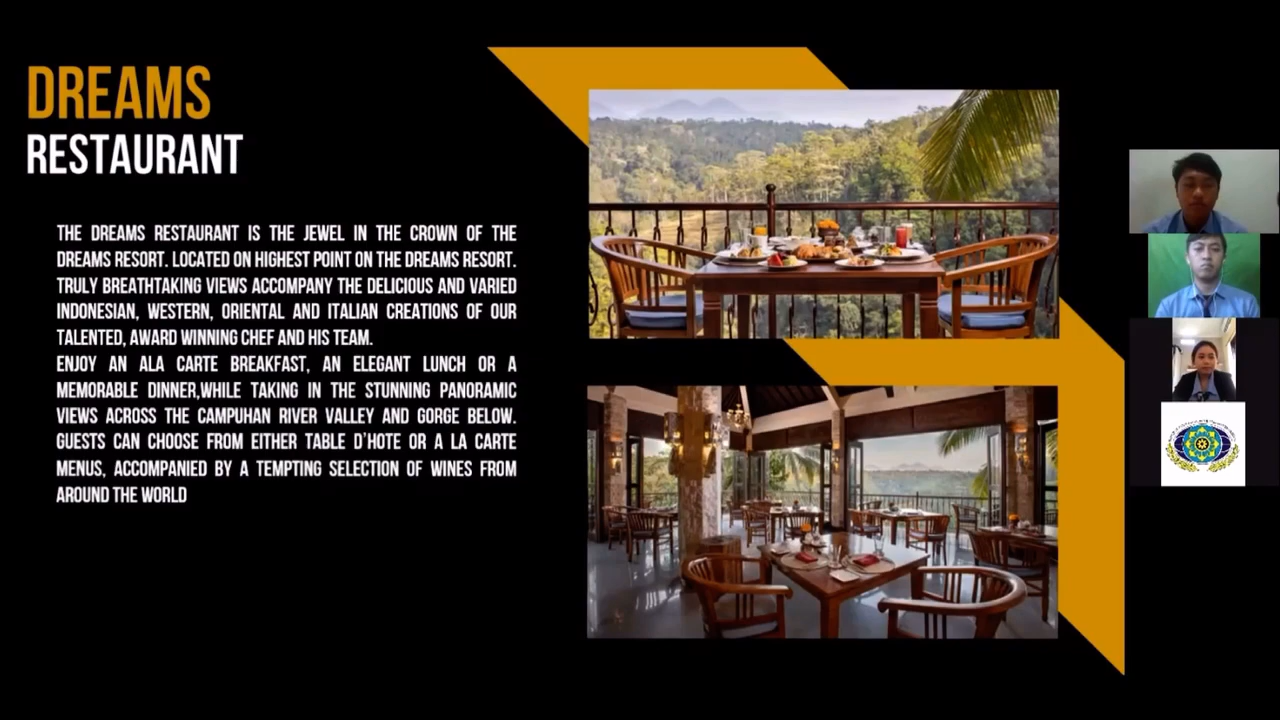 DREAMS
RESTAURANT
THE DREAMS RESTAURANT IS THE JEWEL IN THE CROWN OF THE
DREAMS RESORT. LOCATED ON HIGHEST POINT ON THE DREAMS RESORT.
TRULY BREATHTAKING VIEWS ACCOMPANY THE DELICIOUS AND VARIED
INDONESIAN, WESTERN, ORIENTAL AND ITALIAN CREATIONS OF OUR
TALENTED, AWARD WINNING CHEF AND HIS TEAM.
ENJOY AN ALA CARTE BREAKFAST, AN ELEGANT LUNCH OR A
MEMORABLE DINNER,WHILE TAKING IN THE STUNNING PANORAMIC
VIEWS ACROSS THE CAMPUHAN RIVER VALLEY AND GORGE BELOW.
GUESTS CAN CHOOSE FROM EITHER TABLE D'HOTE OR A LA CARTE
MENUS, ACCOMPANIED BY A TEMPTING SELECTION OF WINES FROM
AROUND THE WORLD